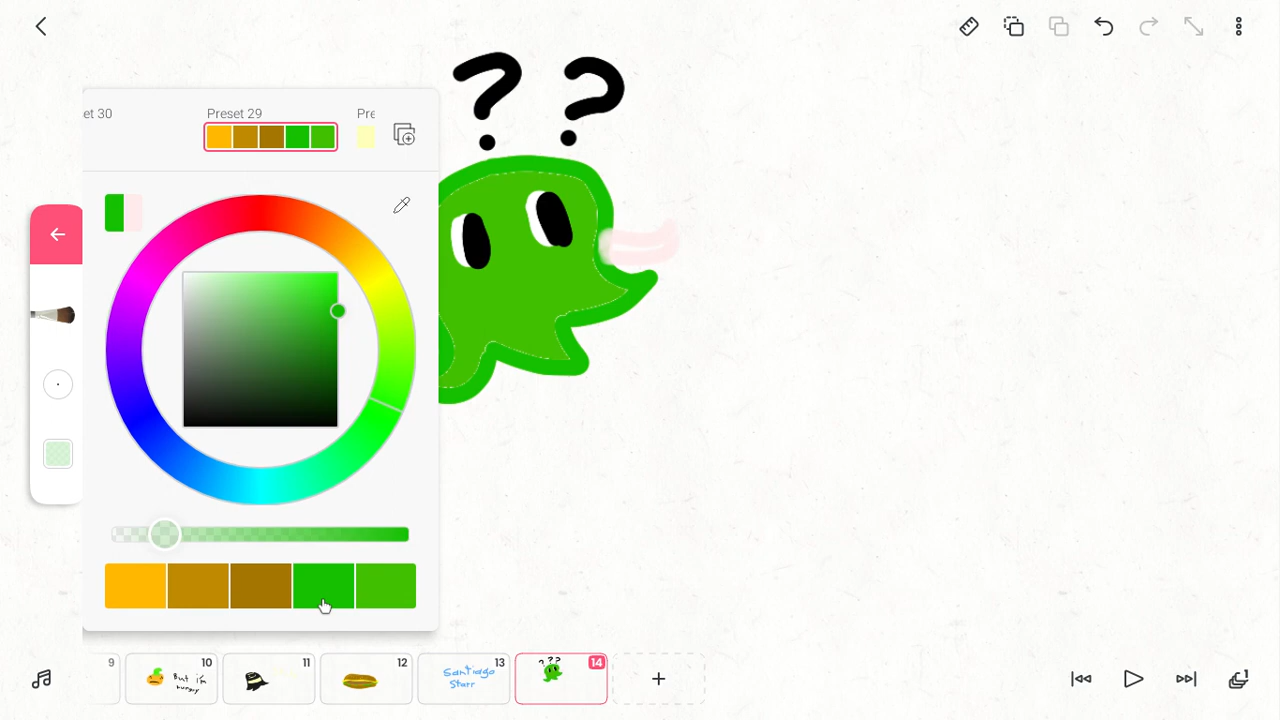 ? ?
et 30
Preset 29
Pre
9
10
11
12
13
14
But i'm
hungry
Santiago
Starr
? ? ?